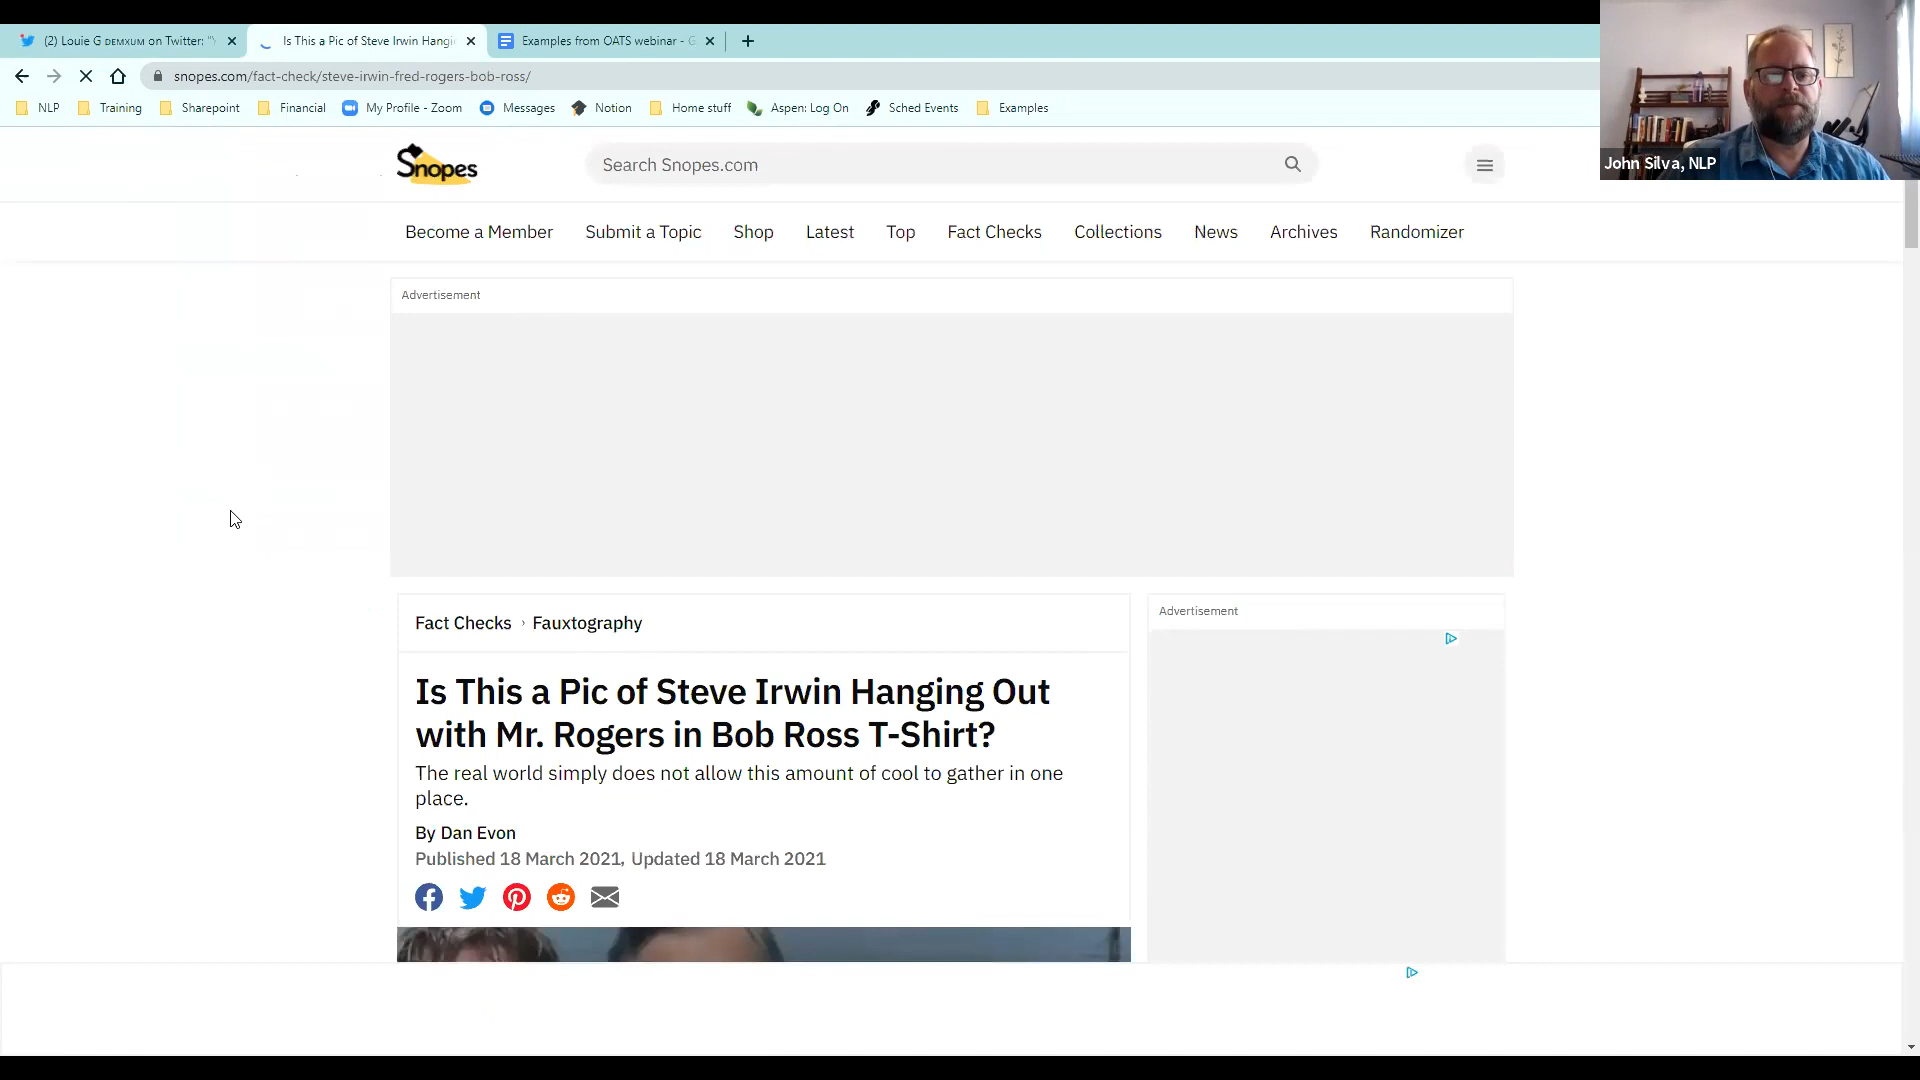 (2) Louie G DEMXUM on Twitter: "Y
Is This a Pic of Steve Irwin Hangi
Examples from OATS webinar - G
snopes.com/fact-check/steve-irwin-fred-rogers-bob-ross/
NLP
Training
Sharepoint
Financial
My Profile - Zoom
Messages
Notion
Home stuff
Aspen: Log On
Sched Events
Examples
John Silva, NLP
Snopes
Search Snopes.com
Become a Member
Submit a Topic
Shop
Latest
Top
Fact Checks
Collections
News
Archives
Randomizer
Advertisement
Fact Checks › Fauxtography
Advertisement
Is This a Pic of Steve Irwin Hanging Out
with Mr. Rogers in Bob Ross T-Shirt?
The real world simply does not allow this amount of cool to gather in one
place.
By Dan Evon
Published 18 March 2021, Updated 18 March 2021